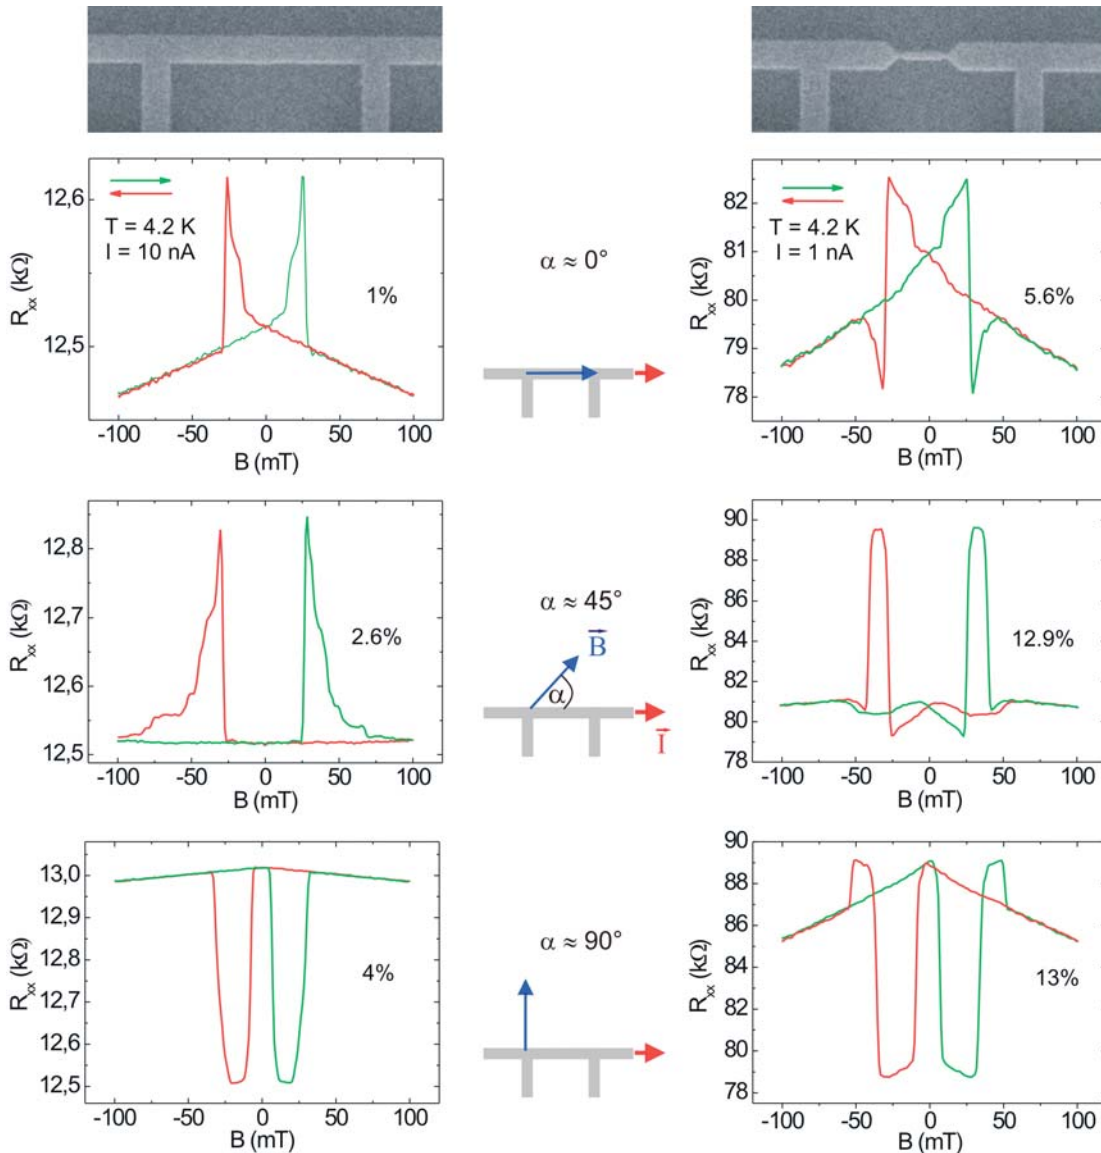 12,6
12,5
R_xx (kΩ)
T = 4.2 K
I = 10 nA
1%
-100 -50 0 50 100
B (mT)
α ≈ 0°
82
81
80
79
78
R_xx (kΩ)
T = 4.2 K
I = 1 nA
5.6%
-100 -50 0 50 100
B (mT)
12,8
12,7
12,6
12,5
R_xx (kΩ)
2.6%
-100 -50 0 50 100
B (mT)
α ≈ 45°
B
α
I
90
88
86
84
82
80
78
R_xx (kΩ)
12.9%
-100 -50 0 50 100
B (mT)
13,0
12,9
12,8
12,7
12,6
12,5
R_xx (kΩ)
4%
-100 -50 0 50 100
B (mT)
α ≈ 90°
90
88
86
84
82
80
78
R_xx (kΩ)
13%
-100 -50 0 50 100
B (mT)